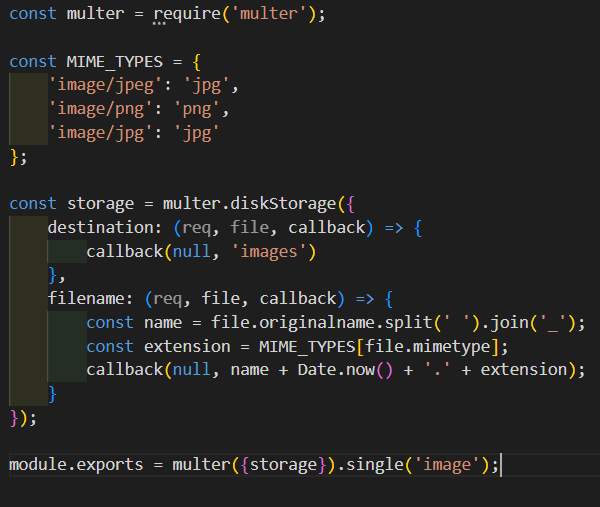 const multer = require('multer');
const MIME_TYPES = {
    'image/jpeg': 'jpg',
    'image/png': 'png',
    'image/jpg': 'jpg'
};
const storage = multer.diskStorage({
    destination: (req, file, callback) => {
        callback(null, 'images')
    },
    filename: (req, file, callback) => {
        const name = file.originalname.split(' ').join('_');
        const extension = MIME_TYPES[file.mimetype];
        callback(null, name + Date.now() + '.' + extension);
    }
});
module.exports = multer({storage}).single('image');